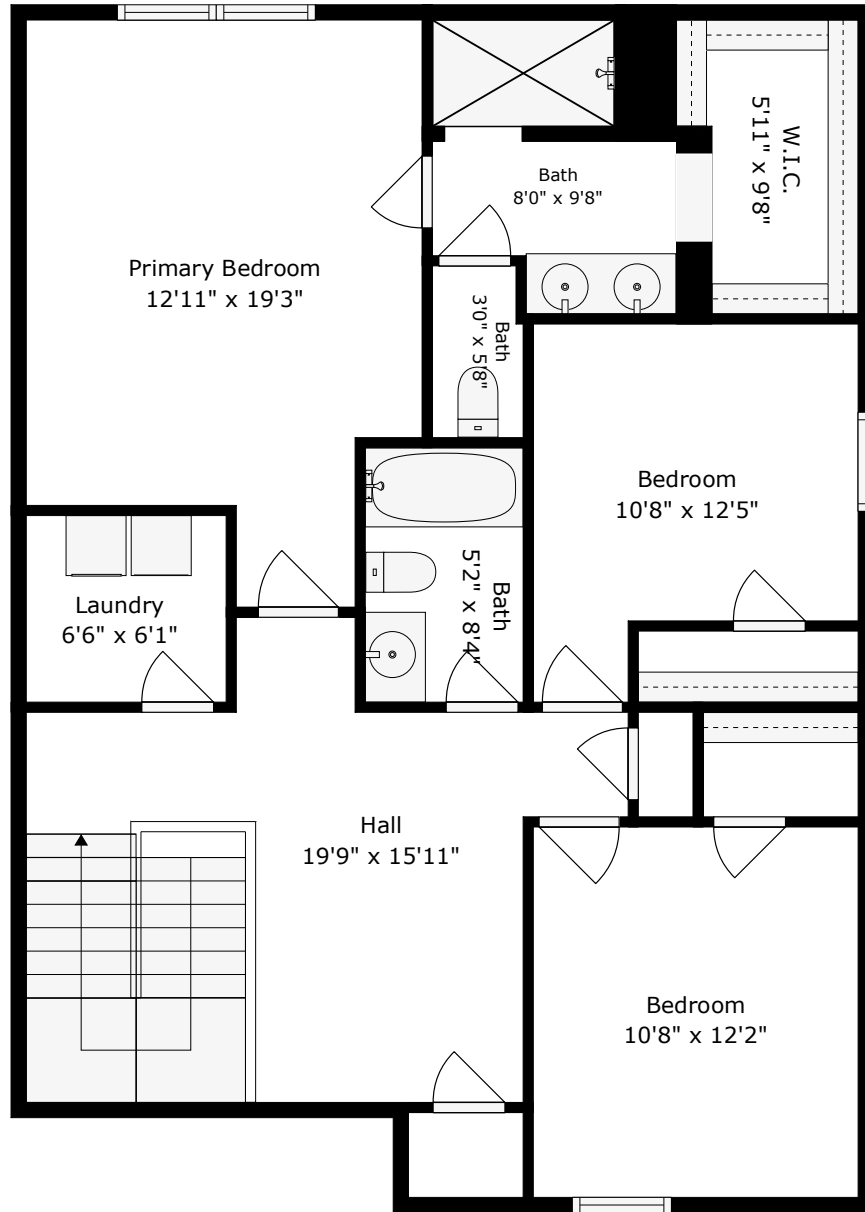 Bath
8'0" x 9'8"
W.I.C.
5'11" x 9'8"
Primary Bedroom
12'11" x 19'3"
Bath
3'0" x 5'8"
Bedroom
10'8" x 12'5"
Laundry
6'6" x 6'1"
Bath
5'2" x 8'4"
Hall
19'9" x 15'11"
Bedroom
10'8" x 12'2"